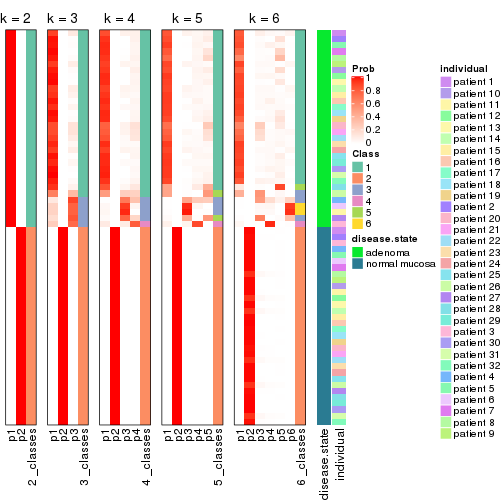 k = 2
k = 3
k = 4
k = 5
k = 6
Prob
1
0.8
0.6
0.4
0.2
0
Class
1
2
3
4
5
6
disease.state
adenoma
normal mucosa
individual
patient 1
patient 10
patient 11
patient 12
patient 13
patient 14
patient 15
patient 16
patient 17
patient 18
patient 19
patient 2
patient 20
patient 21
patient 22
patient 23
patient 24
patient 25
patient 26
patient 27
patient 28
patient 29
patient 3
patient 30
patient 31
patient 32
patient 4
patient 5
patient 6
patient 7
patient 8
patient 9
p1
p2
2_classes
p1
p2
p3
3_classes
p1
p2
p3
p4
4_classes
p1
p2
p3
p4
p5
5_classes
p1
p2
p3
p4
p5
p6
6_classes
disease.state
individual